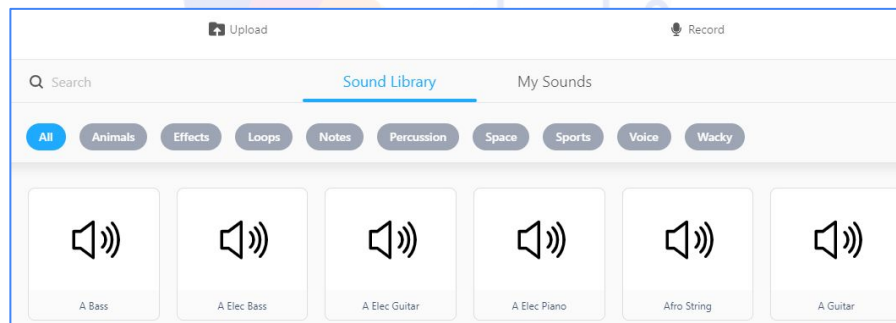 Upload Record
Search Sound Library My Sounds
All Animals Effects Loops Notes Percussion Space Sports Voice Wacky
A Bass A Elec Bass A Elec Guitar A Elec Piano Afro String A Guitar